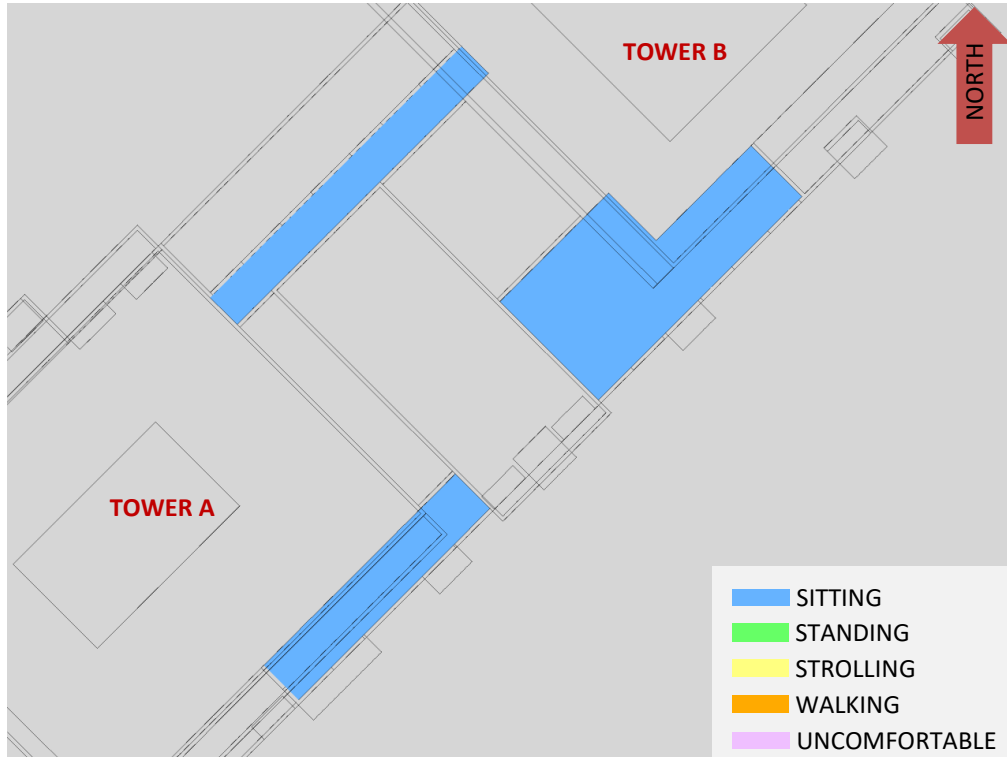 TOWER B
NORTH
TOWER A
SITTING
STANDING
STROLLING
WALKING
UNCOMFORTABLE